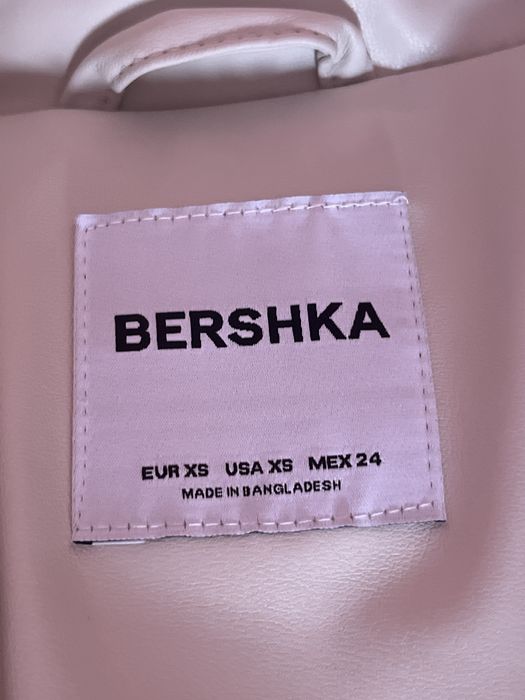 BERSHKA
EUR XS USA XS MEX 24
MADE IN BANGLADESH